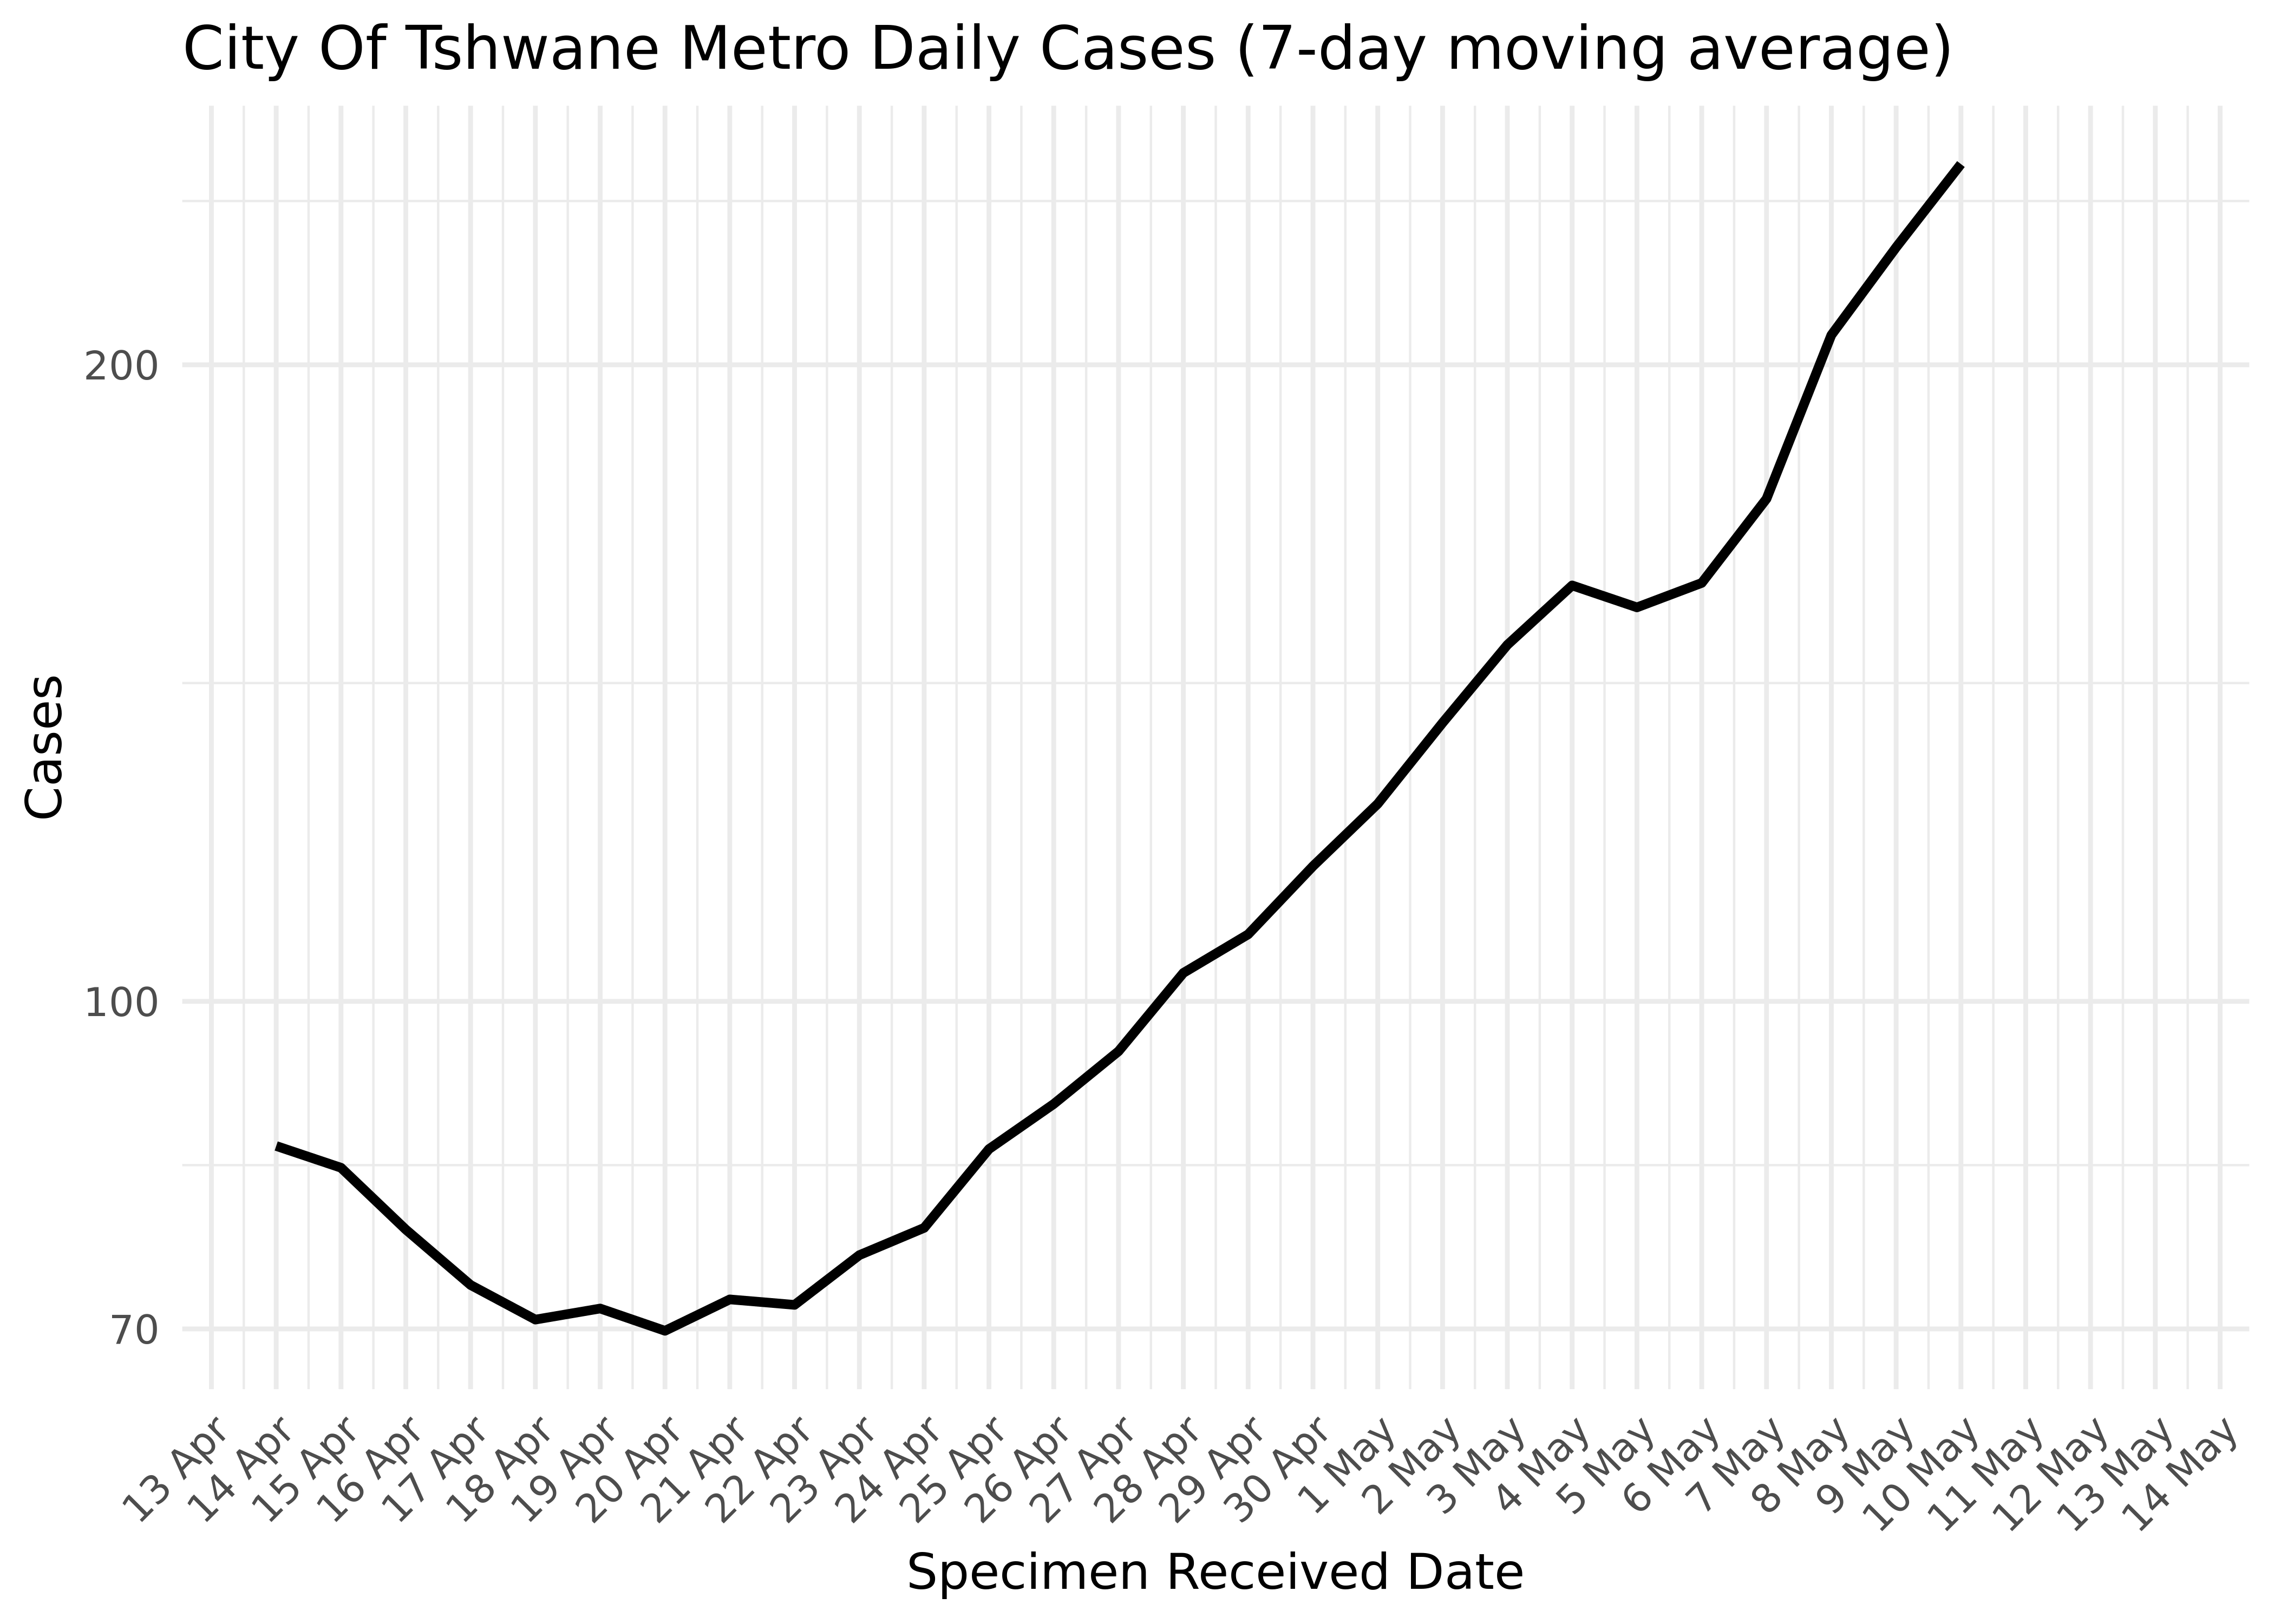 City Of Tshwane Metro Daily Cases (7-day moving average)
Cases
200
100
70
13 Apr
14 Apr
15 Apr
16 Apr
17 Apr
18 Apr
19 Apr
20 Apr
21 Apr
22 Apr
23 Apr
24 Apr
25 Apr
26 Apr
27 Apr
28 Apr
29 Apr
30 Apr
1 May
2 May
3 May
4 May
5 May
6 May
7 May
8 May
9 May
10 May
11 May
12 May
13 May
14 May
Specimen Received Date